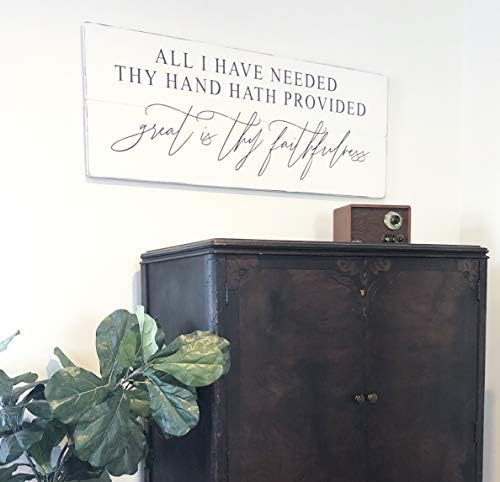 ALL I HAVE NEEDED
THY HAND HATH PROVIDED
great is thy faithfulness